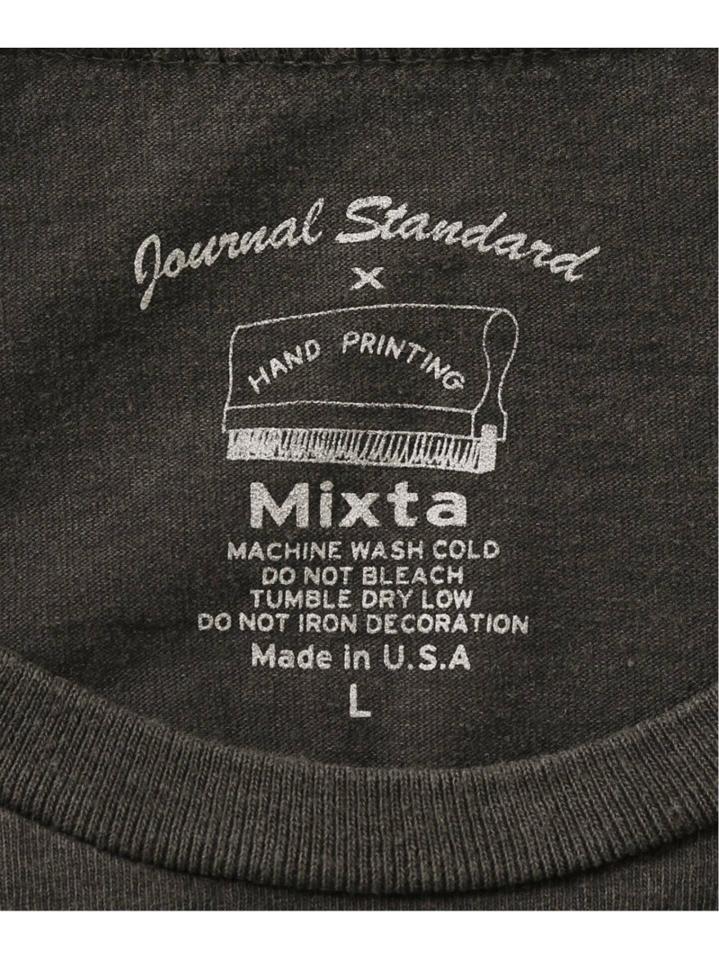 Journal Standard
x
HAND PRINTING
Mixta
MACHINE WASH COLD
DO NOT BLEACH
TUMBLE DRY LOW
DO NOT IRON DECORATION
Made in U.S.A
L